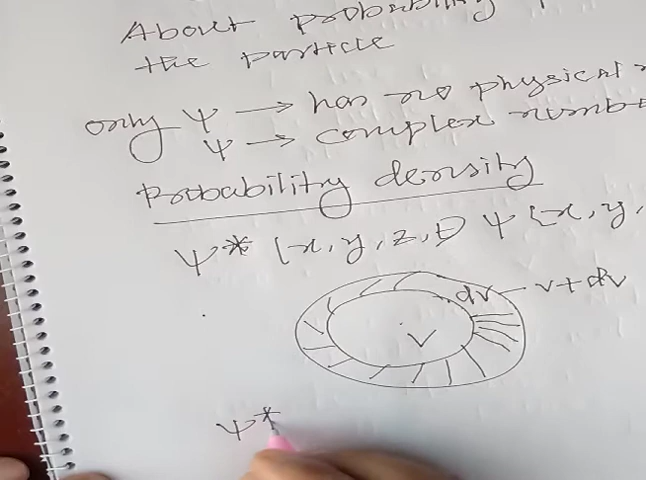 About probability
the particle
only ψ → has no physical
ψ → complex
Probability density
ψ* (x, y, z, t) ψ (x, y,
dv v + dv
v
ψ*